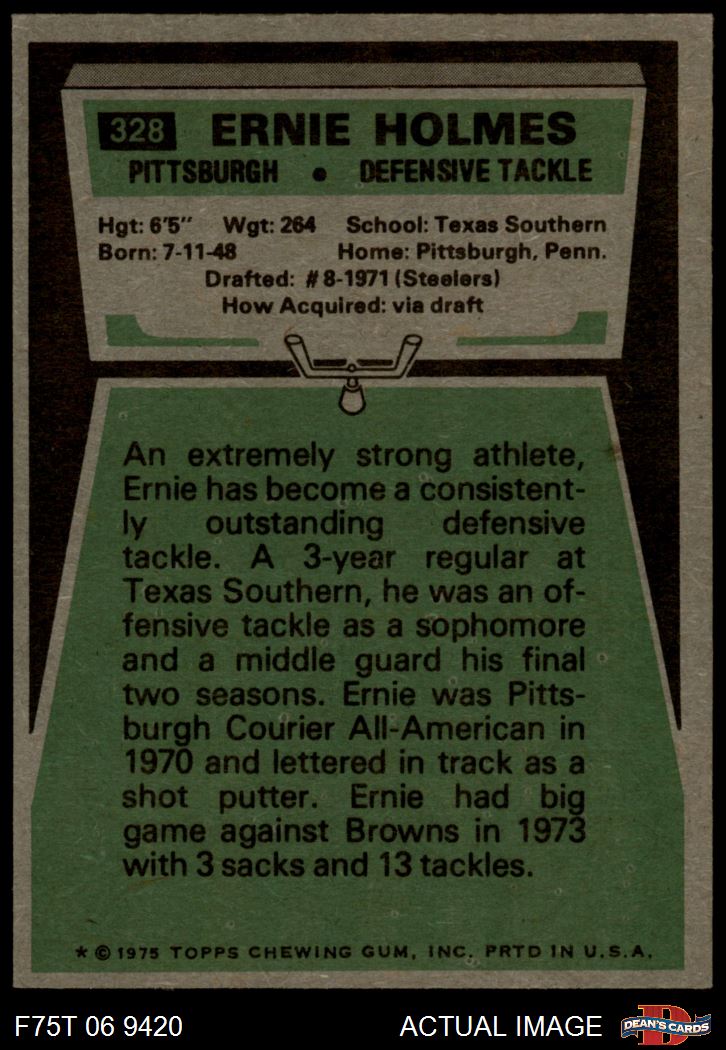 328 ERNIE HOLMES
PITTSBURGH • DEFENSIVE TACKLE
Hgt: 6'5" Wgt: 264 School: Texas Southern
Born: 7-11-48 Home: Pittsburgh, Penn.
Drafted: #8-1971 (Steelers)
How Acquired: via draft
An extremely strong athlete,
Ernie has become a consistent-
ly outstanding defensive
tackle. A 3-year regular at
Texas Southern, he was an of-
fensive tackle as a sophomore
and a middle guard his final
two seasons. Ernie was Pitts-
burgh Courier All-American in
1970 and lettered in track as a
shot putter. Ernie had big
game against Browns in 1973
with 3 sacks and 13 tackles.
* © 1975 TOPPS CHEWING GUM, INC. PRTD IN U.S.A.
F75T 06 9420 ACTUAL IMAGE D DEAN'S CARDS